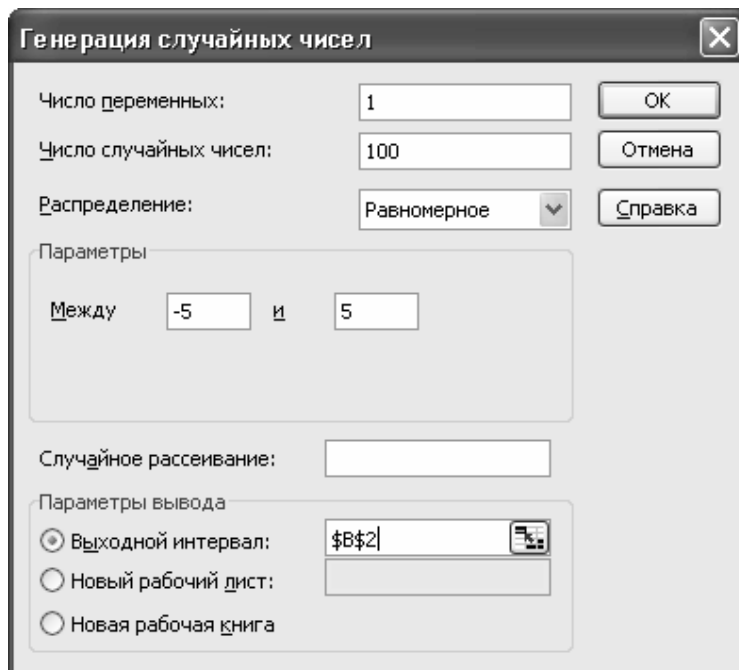 Генерация случайных чисел
Число переменных: 1 OK
Число случайных чисел: 100 Отмена
Распределение: Равномерное Справка
Параметры
Между -5 и 5
Случайное рассеивание:
Параметры вывода
Выходной интервал: $B$2
Новый рабочий лист:
Новая рабочая книга